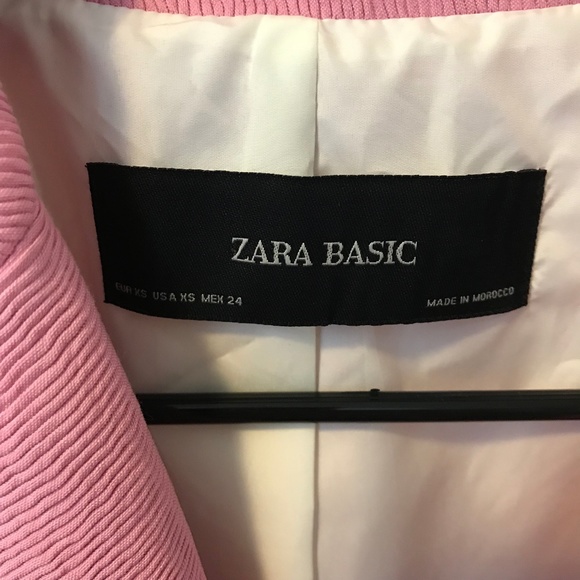 ZARA BASIC
EUR XS USA XS MEX 24
MADE IN MOROCCO